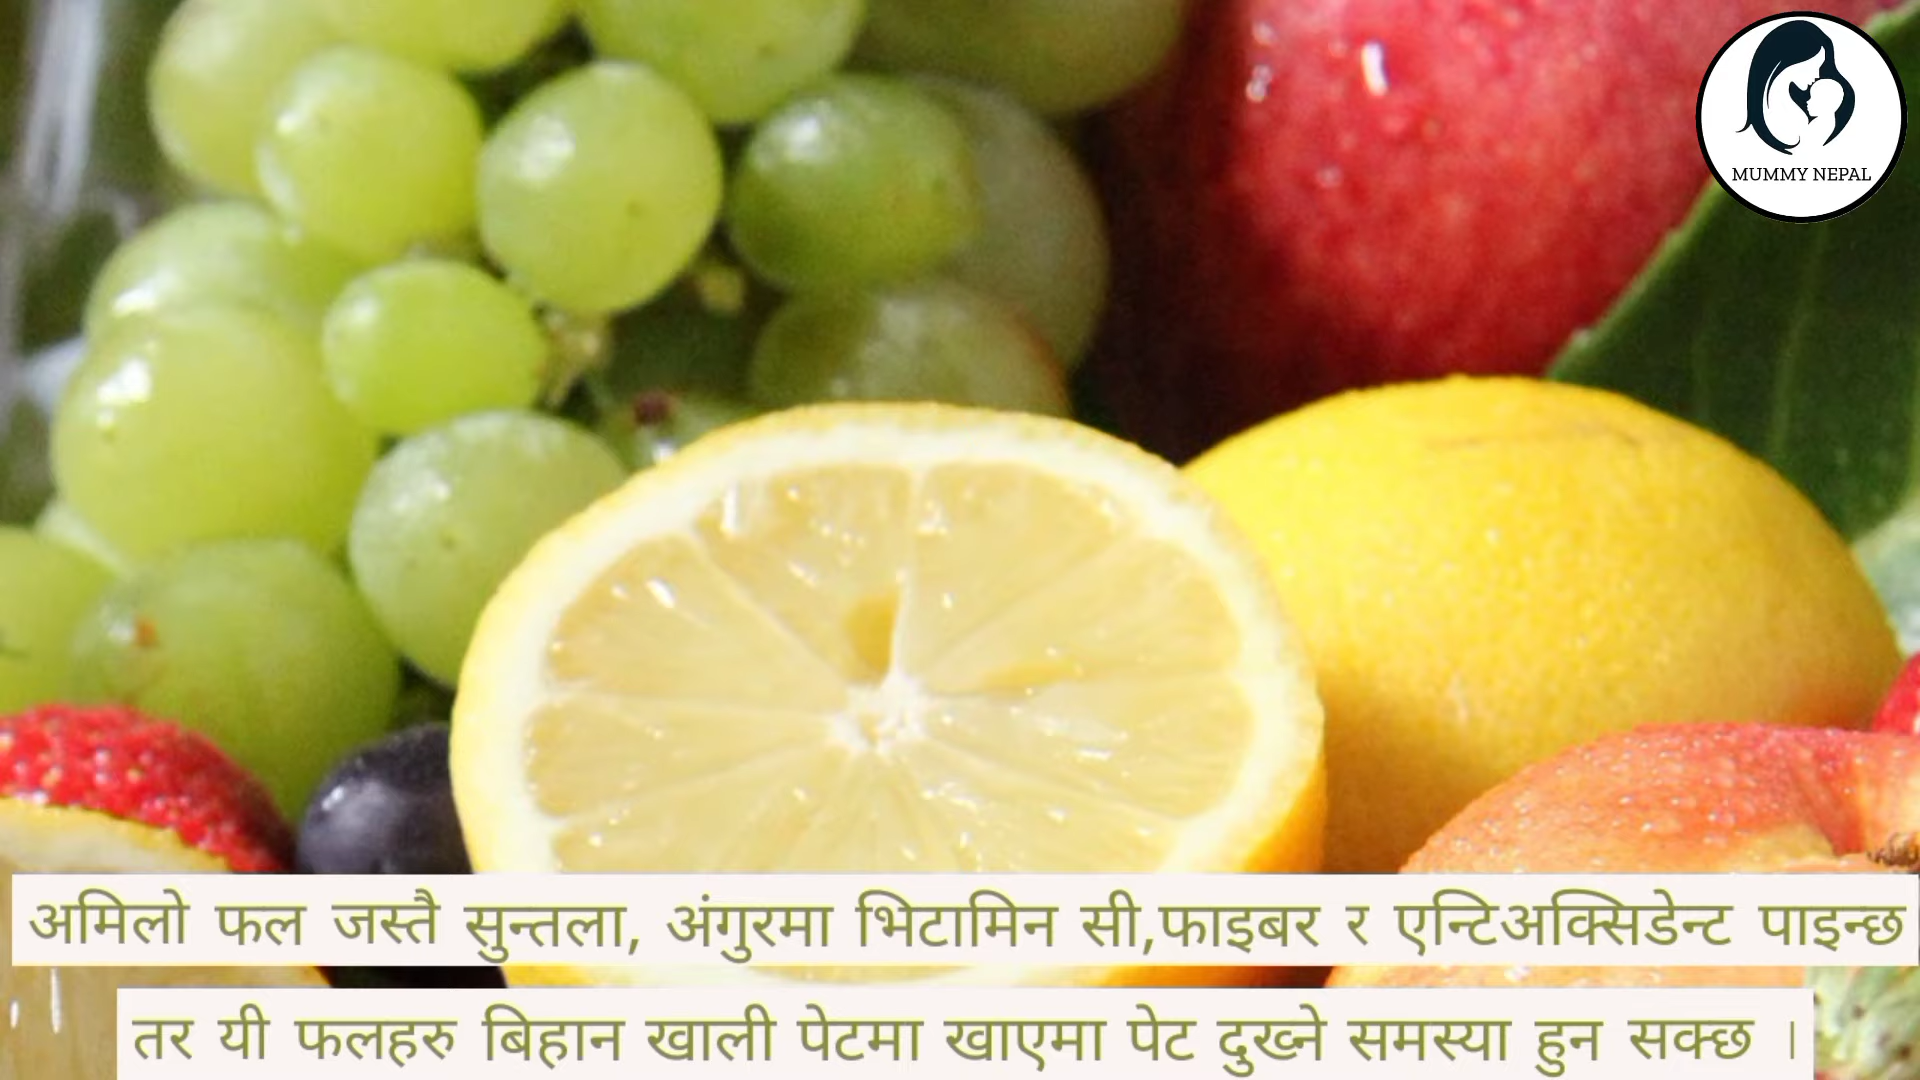 MUMMY NEPAL
अमिलो फल जस्तै सुन्तला, अंगुरमा भिटामिन सी,फाइबर र एन्टिअक्सिडेन्ट पाइन्छ
तर यी फलहरु बिहान खाली पेटमा खाएमा पेट दुख्ने समस्या हुन सक्छ ।